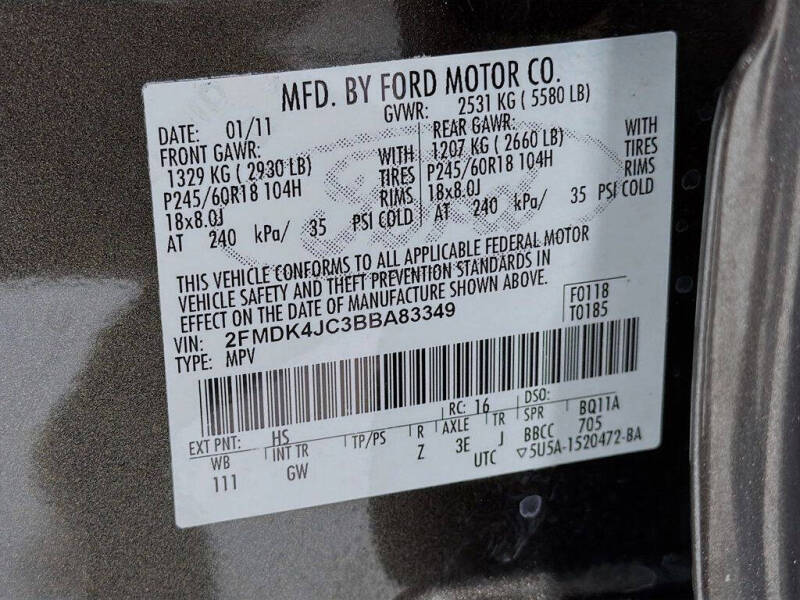 MFD. BY FORD MOTOR CO.
DATE: 01/11 GVWR: 2531 KG ( 5580 LB)
FRONT GAWR: REAR GAWR:
1329 KG ( 2930 LB) WITH 1207 KG ( 2660 LB) WITH
P245/60R18 104H TIRES P245/60R18 104H TIRES
18x8.0J RIMS 18x8.0J RIMS
AT 240 kPa/ 35 PSI COLD AT 240 kPa/ 35 PSI COLD
Ford
THIS VEHICLE CONFORMS TO ALL APPLICABLE FEDERAL MOTOR
VEHICLE SAFETY AND THEFT PREVENTION STANDARDS IN
EFFECT ON THE DATE OF MANUFACTURE SHOWN ABOVE.
VIN: 2FMDK4JC3BBA83349 F0118
TYPE: MPV T0185
EXT PNT: HS RC: 16 DSO:
WB INT TR TP/PS R AXLE TR SPR BQ11A
111 GW Z 3E J BBCC 705
UTC ▽5U5A-1520472-BA